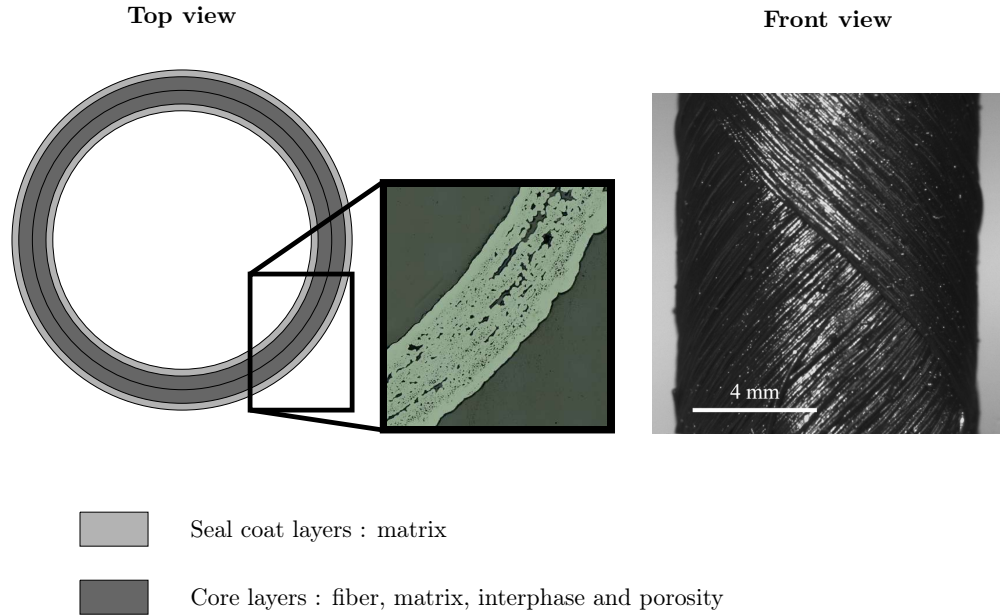 Top view
Front view
4 mm
Seal coat layers : matrix
Core layers : fiber, matrix, interphase and porosity